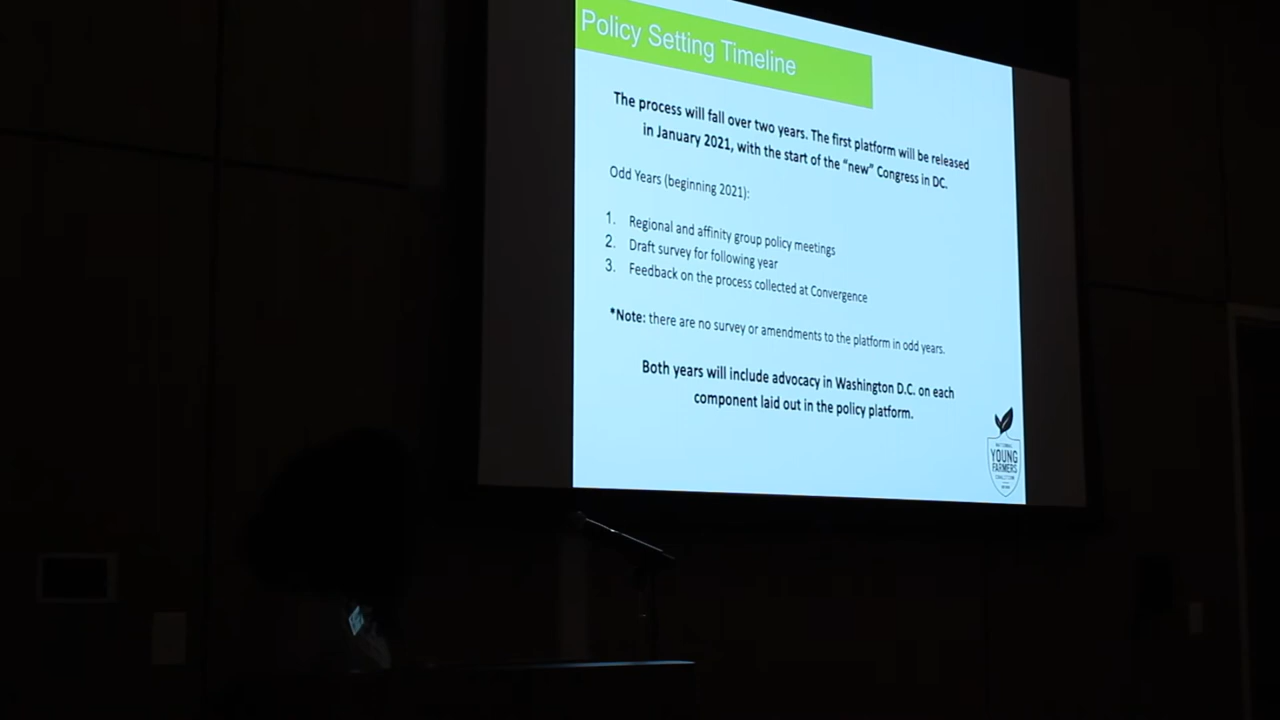 Policy Setting Timeline
The process will fall over two years. The first platform will be released
in January 2021, with the start of the “new” Congress in DC.
Odd Years (beginning 2021):
1. Regional and affinity group policy meetings
2. Draft survey for following year
3. Feedback on the process collected at Convergence
*Note: there are no survey or amendments to the platform in odd years.
Both years will include advocacy in Washington D.C. on each
component laid out in the policy platform.
NATIONAL
YOUNG
FARMERS
COALITION